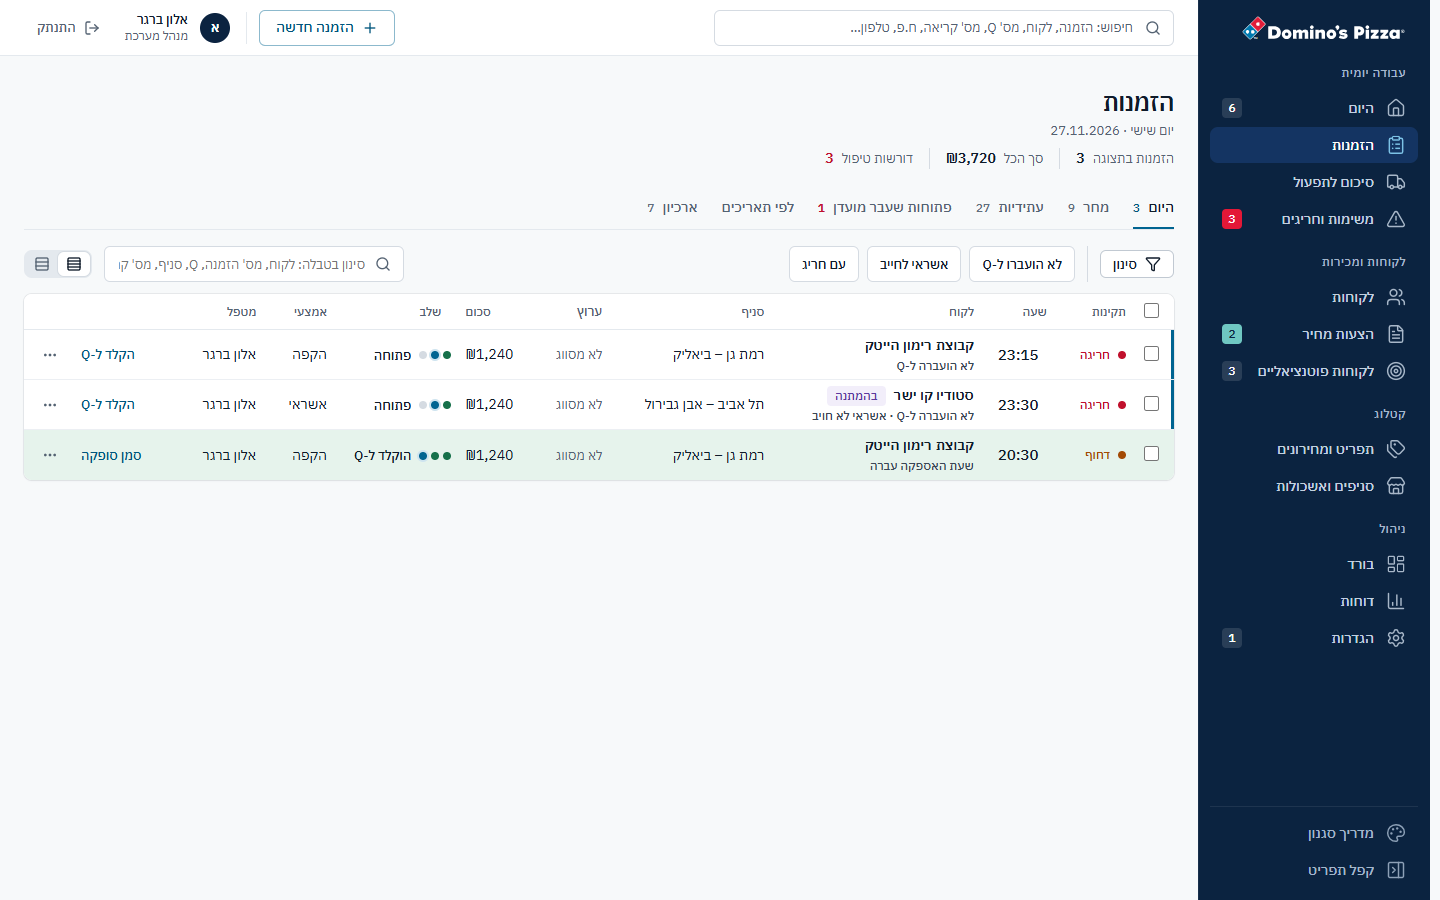 Domino's Pizza®
עבודה יומית
היום 6
הזמנות
סיכום לתפעול
משימות וחריגים 3
לקוחות ומכירות
לקוחות
הצעות מחיר 2
לקוחות פוטנציאליים 3
קטלוג
תפריט ומחירונים
סניפים ואשכולות
ניהול
בורד
דוחות
הגדרות 1
מדריך סגנון
קפל תפריט
חיפוש: הזמנה, לקוח, מס' Q, מס' קריאה, ח.פ, טלפון...
הזמנה חדשה
א
אלון ברגר
מנהל מערכת
התנתק
הזמנות
יום שישי · 27.11.2026
הזמנות בתצוגה 3 סך הכל ₪3,720 דורשות טיפול 3
היום 3 מחר 9 עתידיות 27 פתוחות שעבר מועדן 1 לפי תאריכים ארכיון 7
סינון לא הועברו ל-Q אשראי לחייב עם חריג סינון בטבלה: לקוח, מס' הזמנה, Q, סניף, מס' קו
תקינות שעה לקוח סניף ערוץ סכום שלב אמצעי מטפל
חריגה 23:15 קבוצת רימון הייטק רמת גן – ביאליק לא מסווג ₪1,240 פתוחה הקפה אלון ברגר הקלד ל-Q
לא הועברה ל-Q
חריגה 23:30 סטודיו קו ישר בהמתנה תל אביב – אבן גבירול לא מסווג ₪1,240 פתוחה אשראי אלון ברגר הקלד ל-Q
לא הועברה ל-Q · אשראי לא חויב
דחוף 20:30 קבוצת רימון הייטק רמת גן – ביאליק לא מסווג ₪1,240 הוקלד ל-Q הקפה אלון ברגר סמן סופקה
שעת האספקה עברה